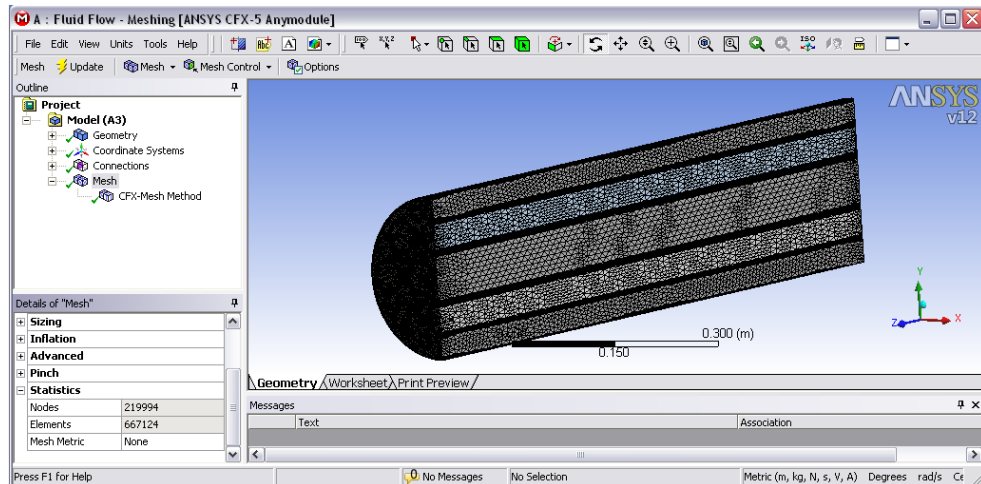 A : Fluid Flow - Meshing [ANSYS CFX-5 Anymodule]
File Edit View Units Tools Help
Mesh Update Mesh Mesh Control Options
Outline
Project
Model (A3)
Geometry
Coordinate Systems
Connections
Mesh
CFX-Mesh Method
ANSYS
v12
Y
Z X
0.300 (m)
0.150
Details of "Mesh"
Sizing
Inflation
Advanced
Pinch
Statistics
Nodes 219994
Elements 667124
Mesh Metric None
Geometry Worksheet Print Preview
Messages
Text Association
Press F1 for Help 0 No Messages No Selection Metric (m, kg, N, s, V, A) Degrees rad/s Ce